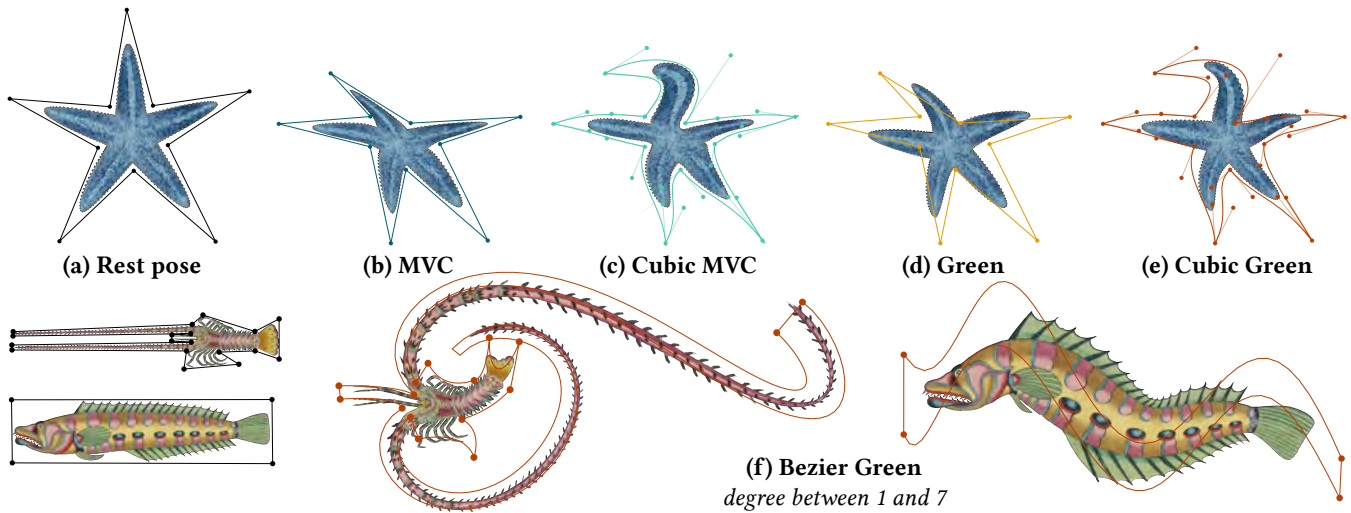 (a) Rest pose
(b) MVC
(c) Cubic MVC
(d) Green
(e) Cubic Green
(f) Bezier Green
degree between 1 and 7